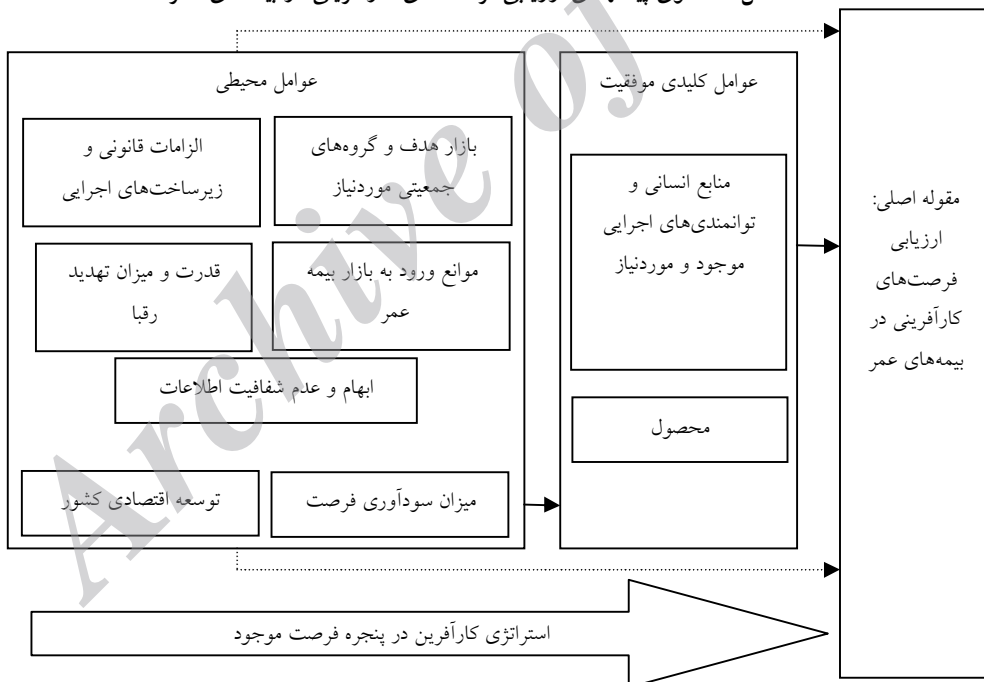 عوامل محیطی
الزامات قانونی و
زیرساخت‌های اجرایی
بازار هدف و گروه‌های
جمعیتی موردنیاز
قدرت و میزان تهدید
رقبا
موانع ورود به بازار بیمه
عمر
ابهام و عدم شفافیت اطلاعات
توسعه اقتصادی کشور
میزان سودآوری فرصت
عوامل کلیدی موفقیت
منابع انسانی و
توانمندی‌های اجرایی
موجود و موردنیاز
محصول
مقوله اصلی:
ارزیابی
فرصت‌های
کارآفرینی در
بیمه‌های عمر
استراتژی کارآفرین در پنجره فرصت موجود
Archive of